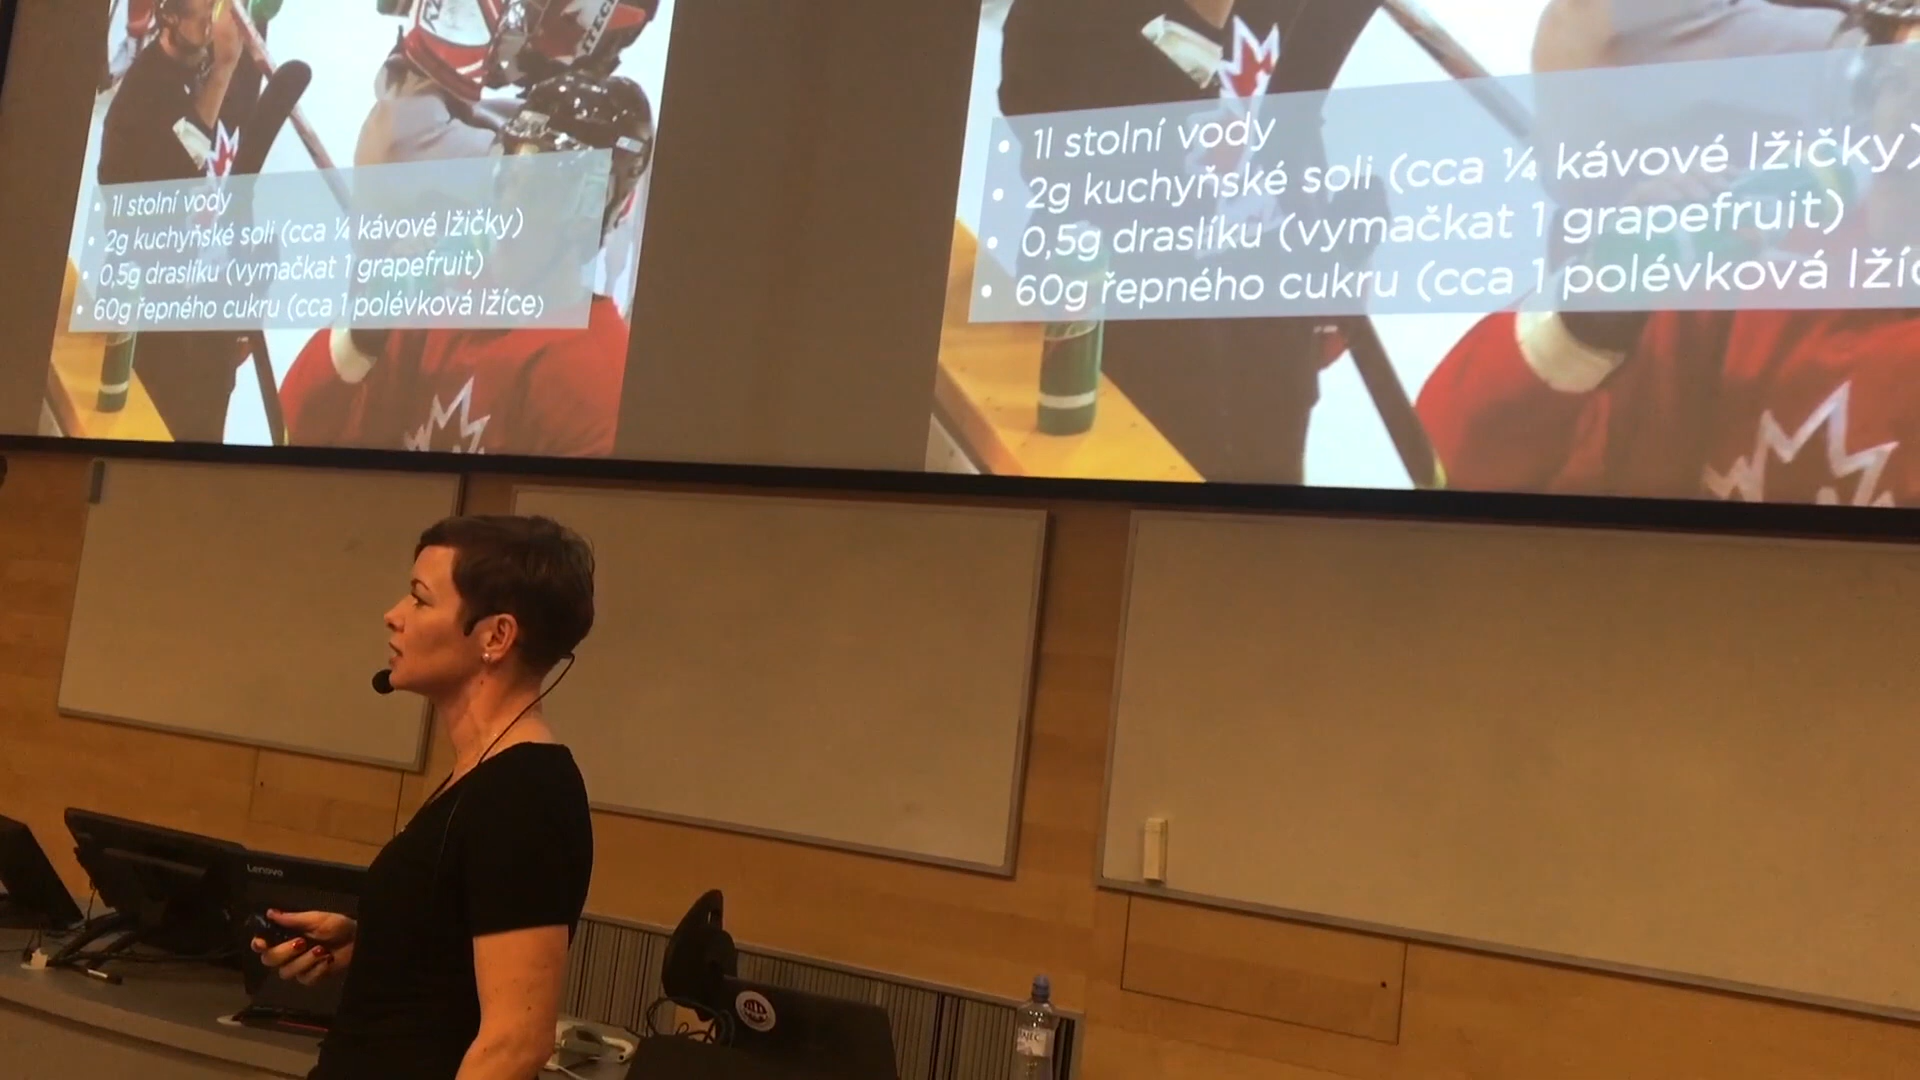 • 1l stolní vody
• 2g kuchyňské soli (cca ¼ kávové lžičky)
• 0,5g draslíku (vymačkat 1 grapefruit)
• 60g řepného cukru (cca 1 polévková lžíce)
• 1l stolní vody
• 2g kuchyňské soli (cca ¼ kávové lžičky)
• 0,5g draslíku (vymačkat 1 grapefruit)
• 60g řepného cukru (cca 1 polévková lžíc
Lenovo